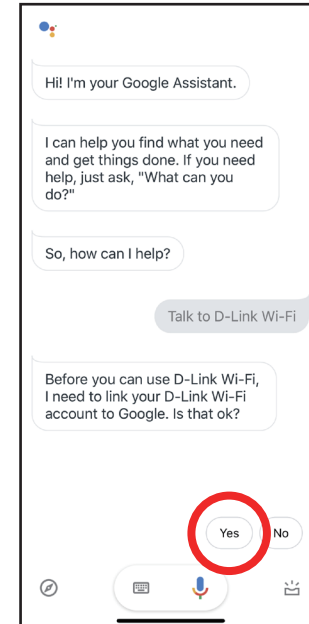 Hi! I'm your Google Assistant.
I can help you find what you need
and get things done. If you need
help, just ask, "What can you
do?"
So, how can I help?
Talk to D-Link Wi-Fi
Before you can use D-Link Wi-Fi,
I need to link your D-Link Wi-Fi
account to Google. Is that ok?
Yes No